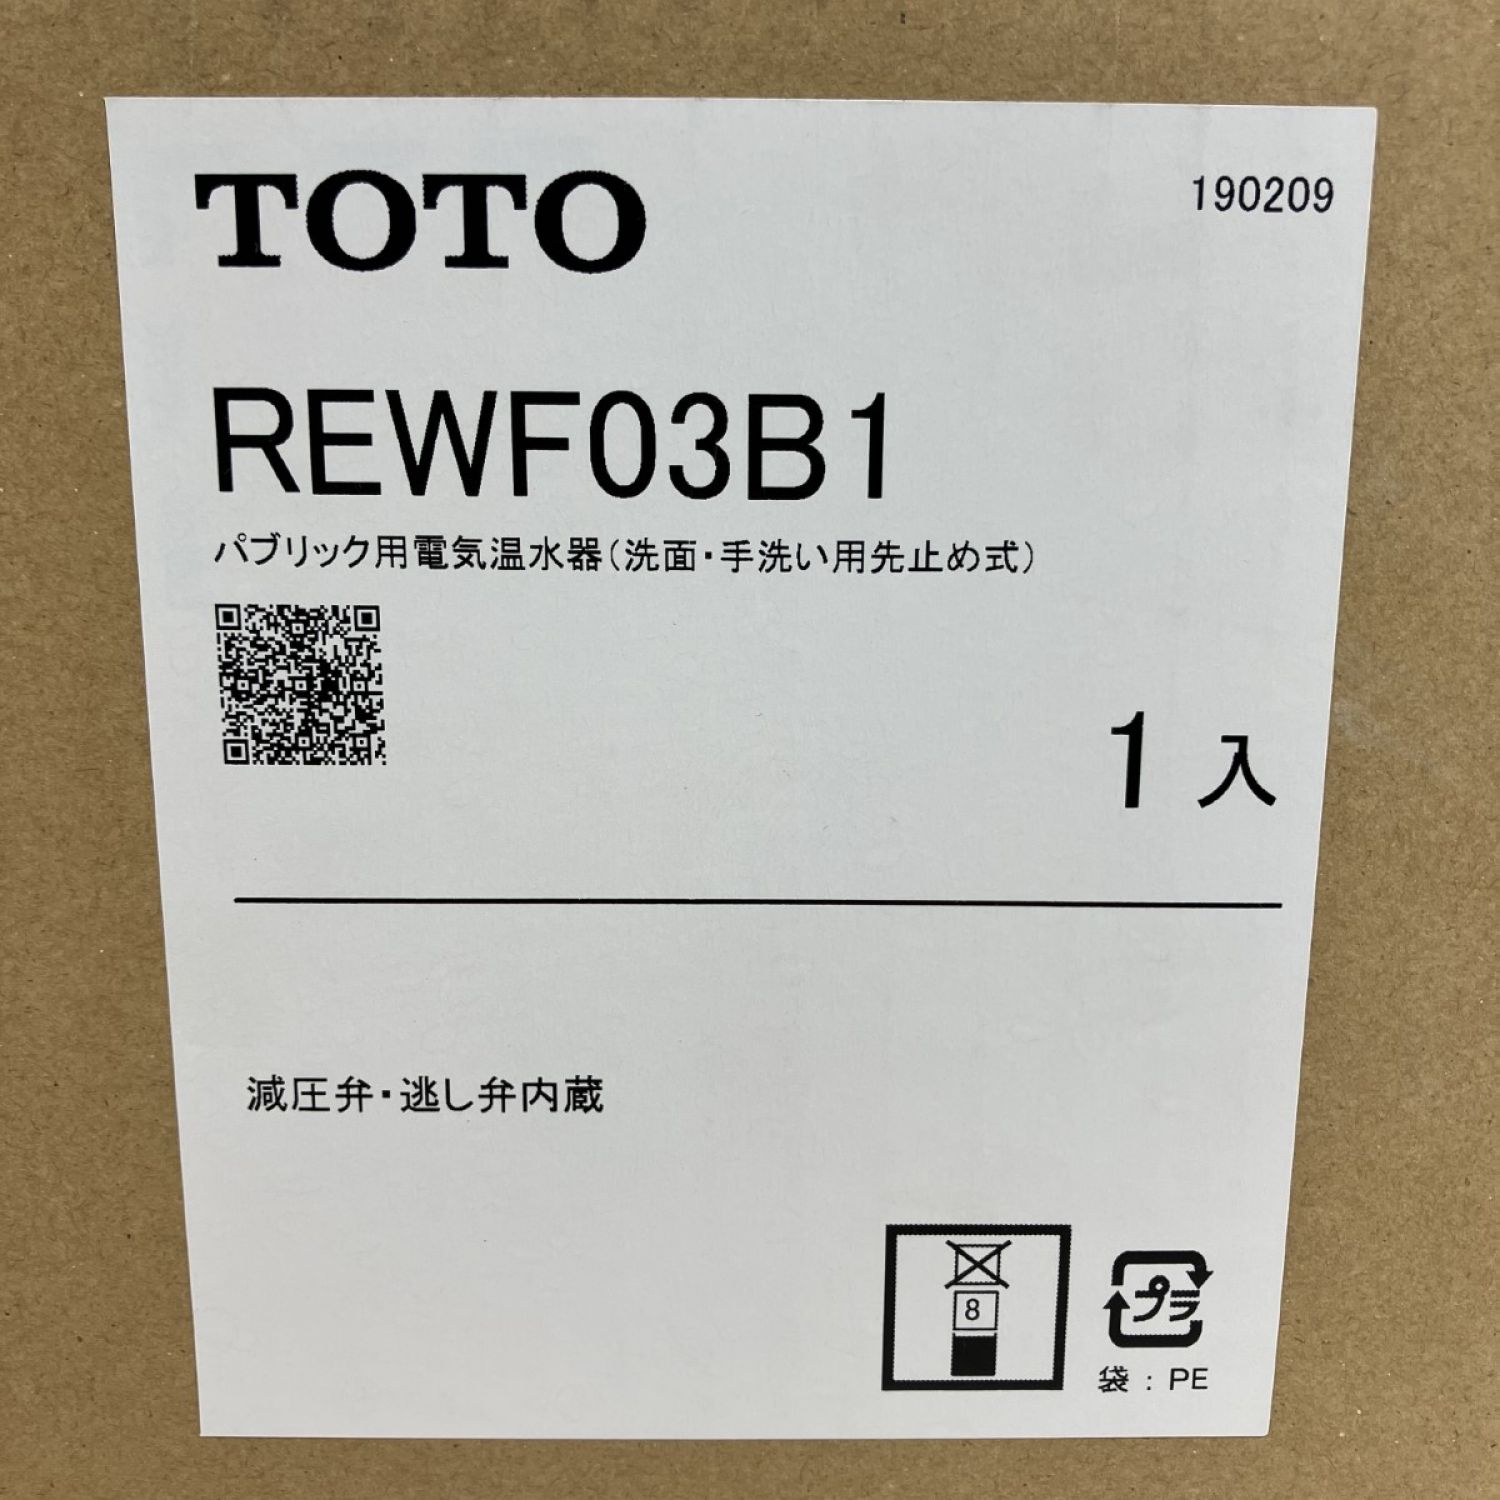 TOTO
190209
REWF03B1
パブリック用電気温水器(洗面・手洗い用先止め式)
1入
減圧弁・逃し弁内蔵
8
プラ
袋:PE